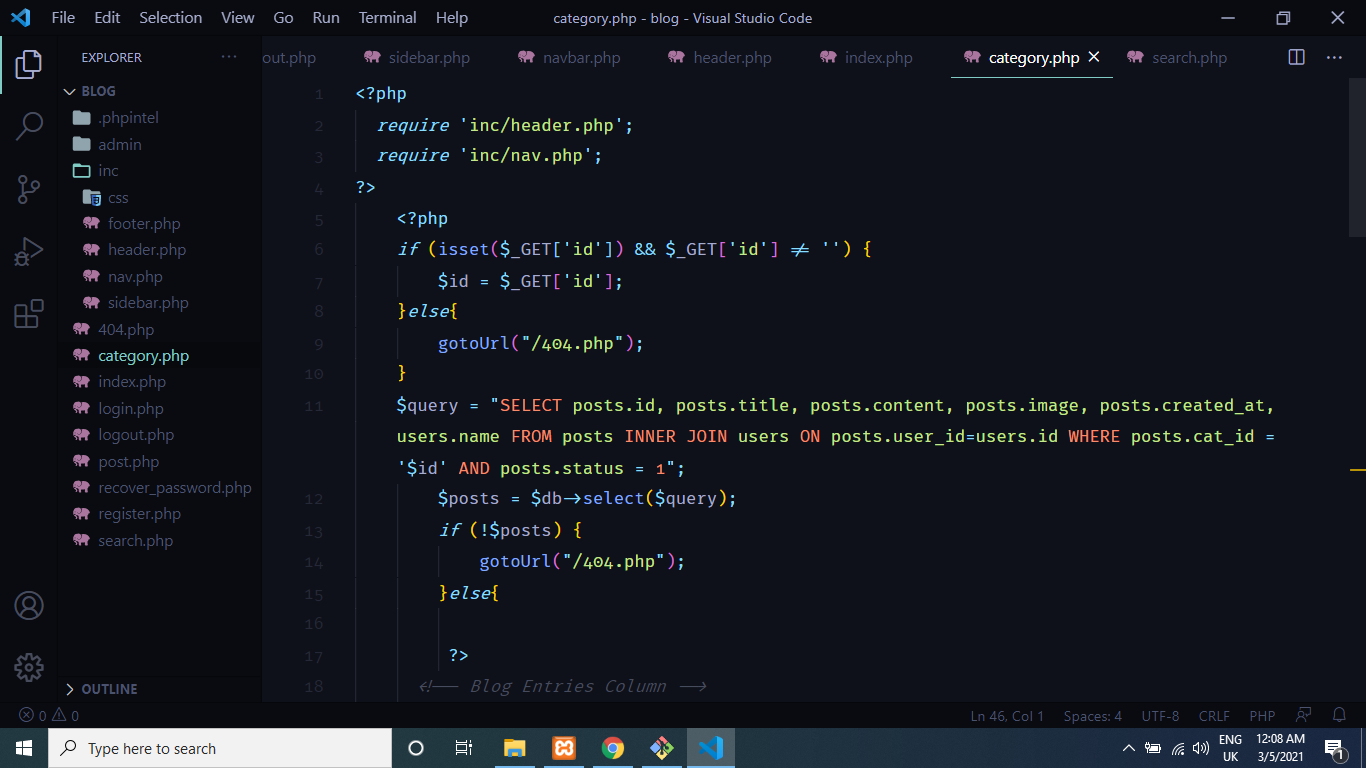 File Edit Selection View Go Run Terminal Help category.php - blog - Visual Studio Code
EXPLORER ...
out.php sidebar.php navbar.php header.php index.php category.php search.php ...
BLOG
.phpintel
admin
inc
css
footer.php
header.php
nav.php
sidebar.php
404.php
category.php
index.php
login.php
logout.php
post.php
recover_password.php
register.php
search.php
OUTLINE
1 <?php
2 require 'inc/header.php';
3 require 'inc/nav.php';
4 ?>
5 <?php
6 if (isset($_GET['id']) && $_GET['id'] != '') {
7 $id = $_GET['id'];
8 }else{
9 gotoUrl("/404.php");
10 }
11 $query = "SELECT posts.id, posts.title, posts.content, posts.image, posts.created_at,
users.name FROM posts INNER JOIN users ON posts.user_id=users.id WHERE posts.cat_id =
'$id' AND posts.status = 1";
12 $posts = $db->select($query);
13 if (!$posts) {
14 gotoUrl("/404.php");
15 }else{
16
17 ?>
18 <!-- Blog Entries Column -->
0 0 Ln 46, Col 1 Spaces: 4 UTF-8 CRLF PHP
Type here to search
ENG
UK
12:08 AM
3/5/2021
1